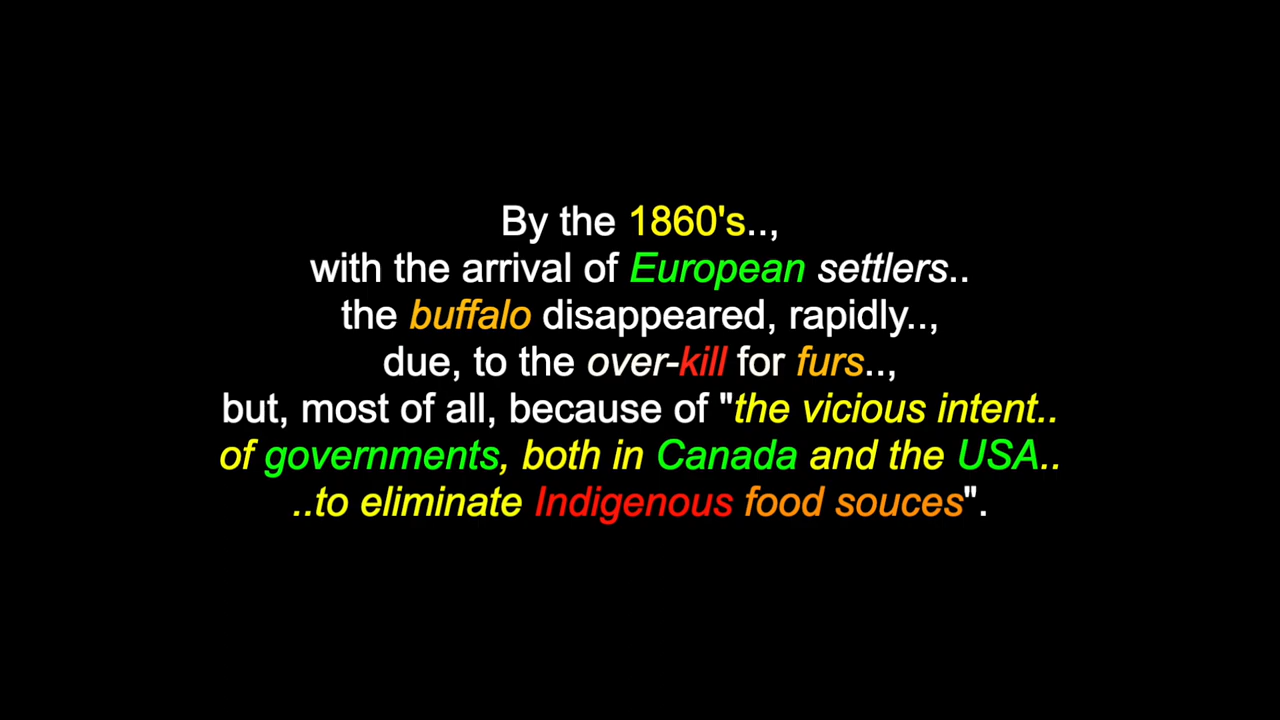 By the 1860's..,
with the arrival of European settlers..
the buffalo disappeared, rapidly..,
due, to the over-kill for furs..,
but, most of all, because of "the vicious intent..
of governments, both in Canada and the USA..
..to eliminate Indigenous food souces".